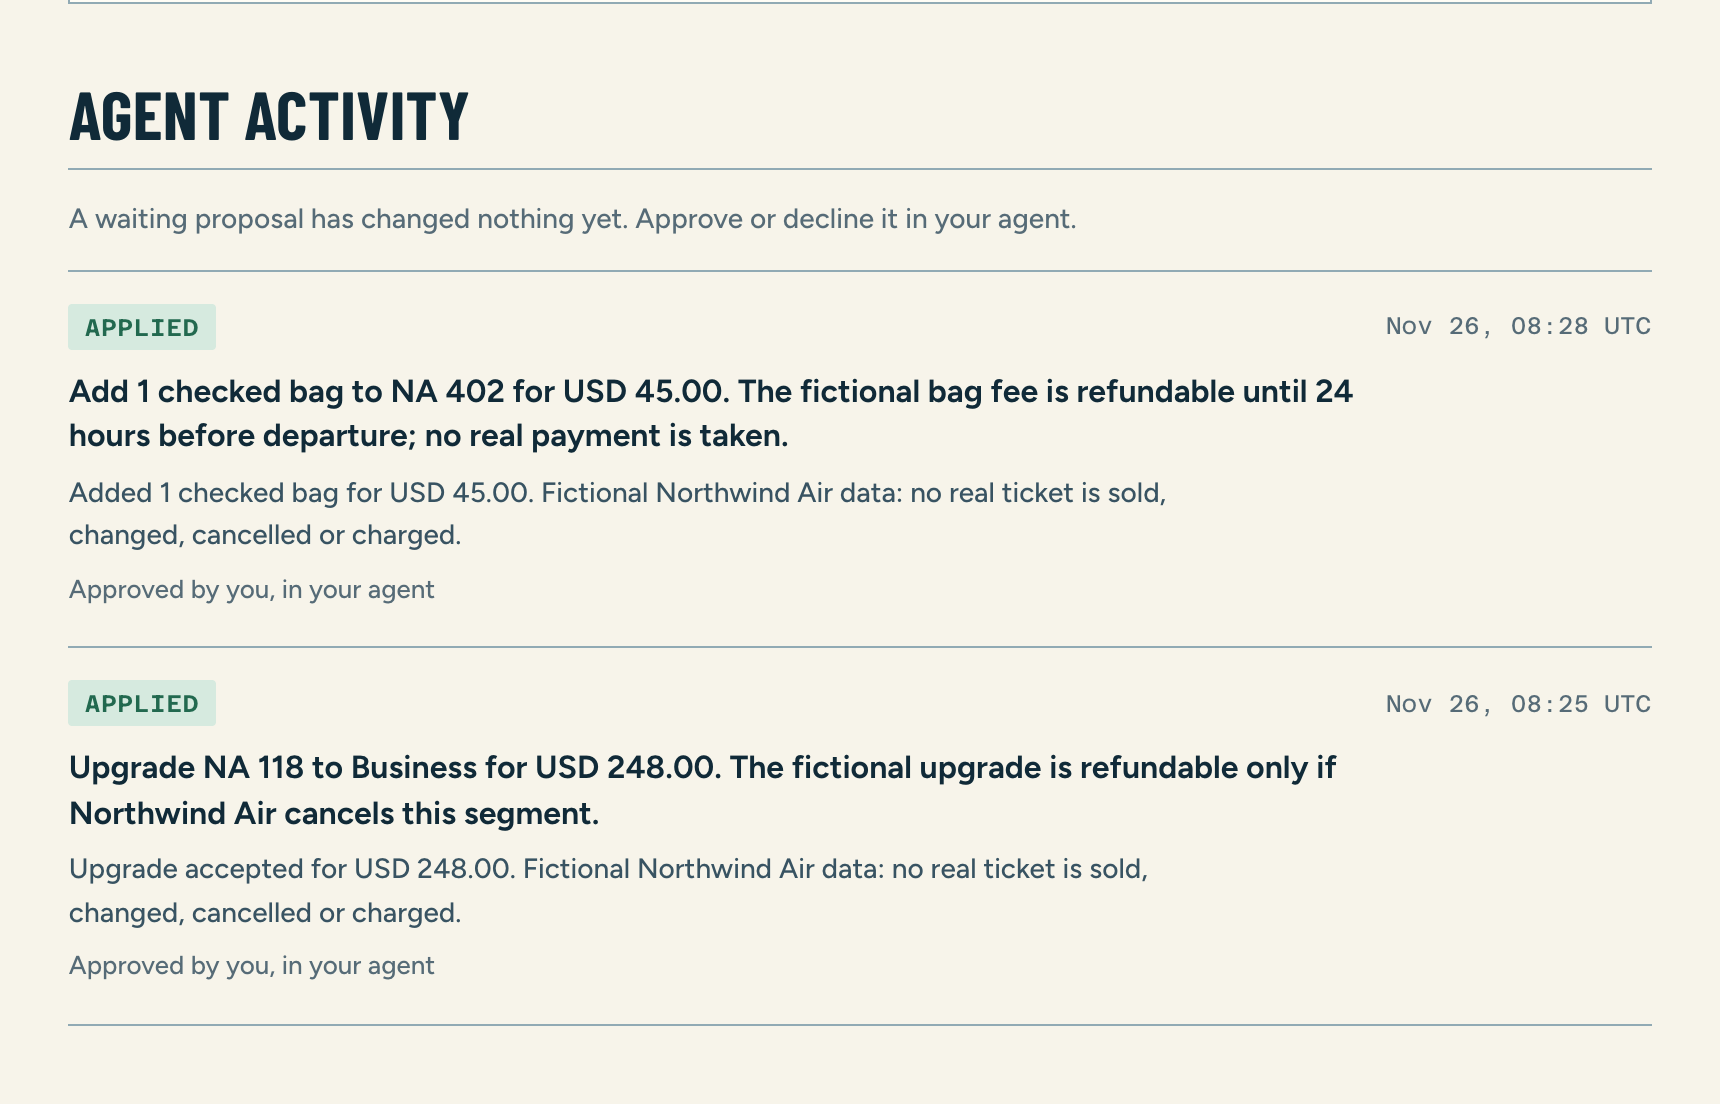 AGENT ACTIVITY
A waiting proposal has changed nothing yet. Approve or decline it in your agent.
APPLIED
Nov 26, 08:28 UTC
Add 1 checked bag to NA 402 for USD 45.00. The fictional bag fee is refundable until 24
hours before departure; no real payment is taken.
Added 1 checked bag for USD 45.00. Fictional Northwind Air data: no real ticket is sold,
changed, cancelled or charged.
Approved by you, in your agent
APPLIED
Nov 26, 08:25 UTC
Upgrade NA 118 to Business for USD 248.00. The fictional upgrade is refundable only if
Northwind Air cancels this segment.
Upgrade accepted for USD 248.00. Fictional Northwind Air data: no real ticket is sold,
changed, cancelled or charged.
Approved by you, in your agent